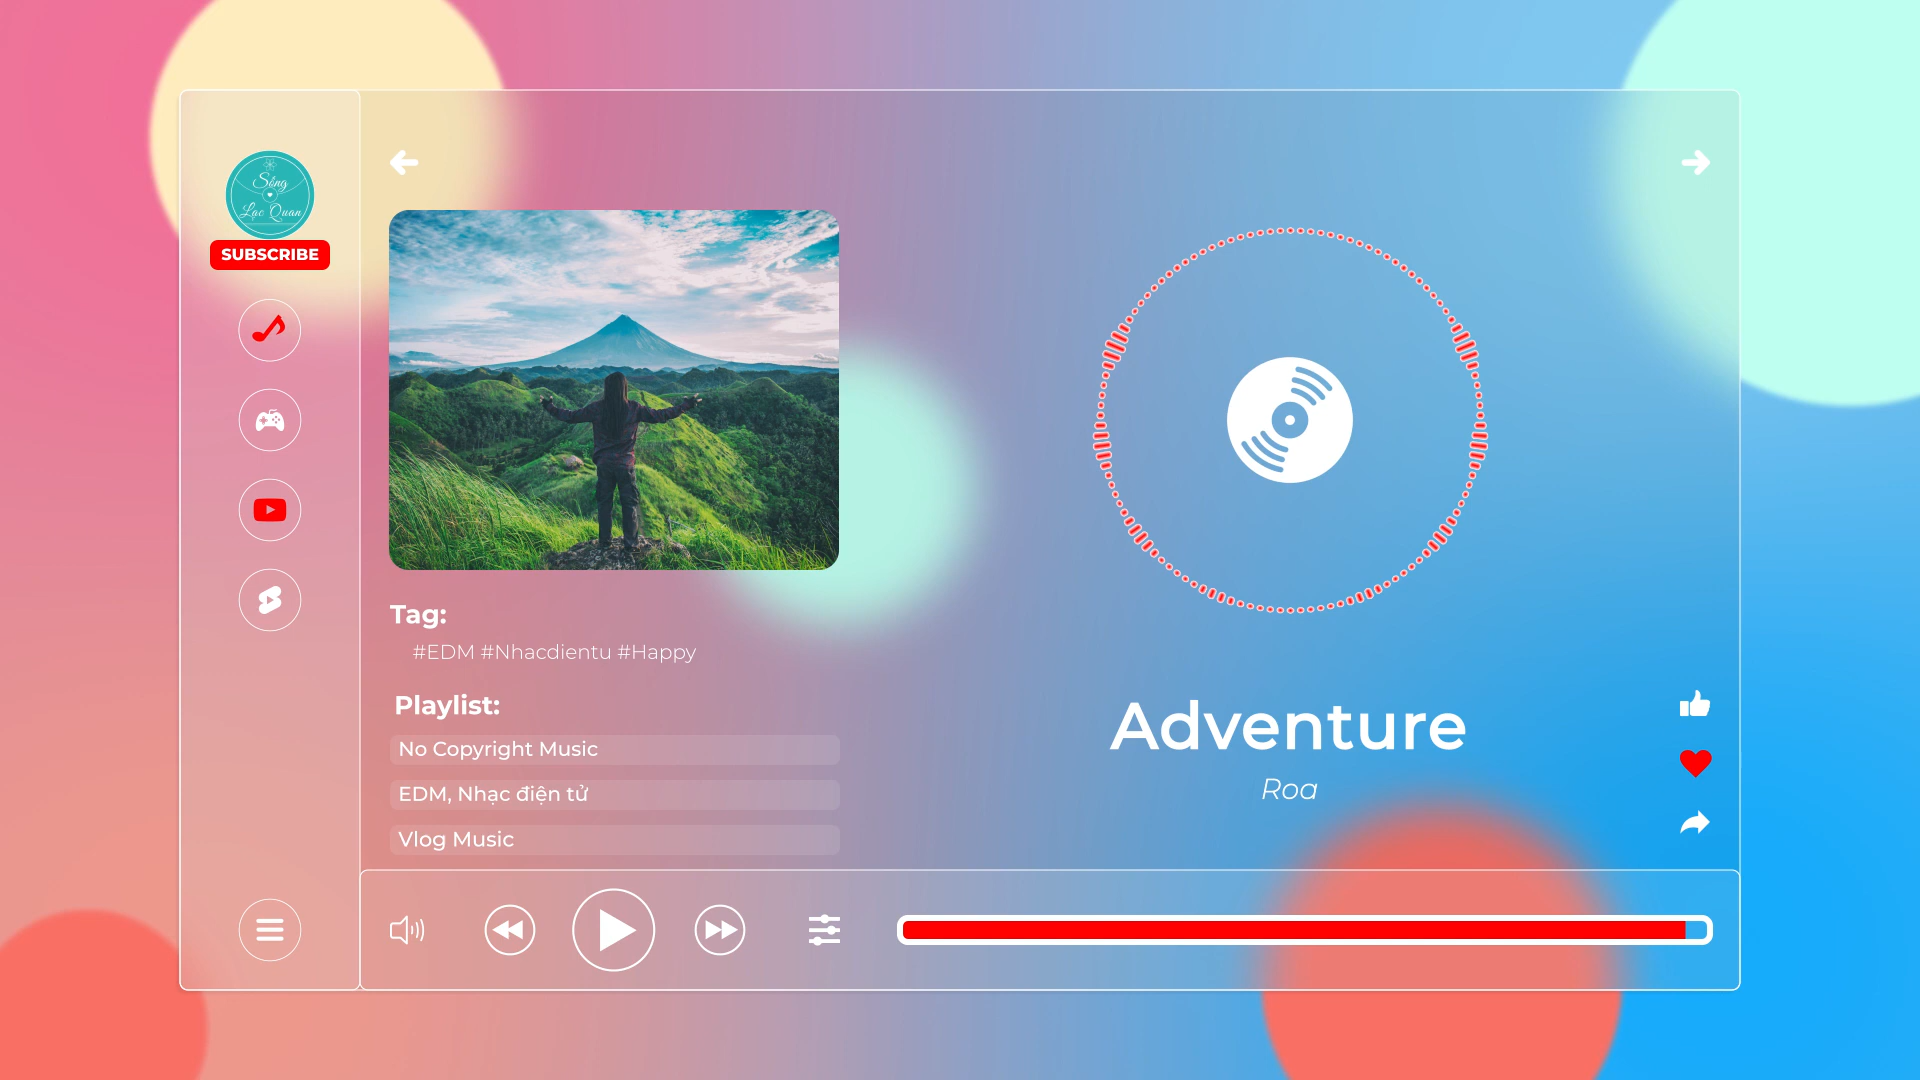 Sống
Lạc Quan
SUBSCRIBE
Tag:
#EDM #Nhacdientu #Happy
Playlist:
No Copyright Music
EDM, Nhạc điện tử
Vlog Music
Adventure
Roa